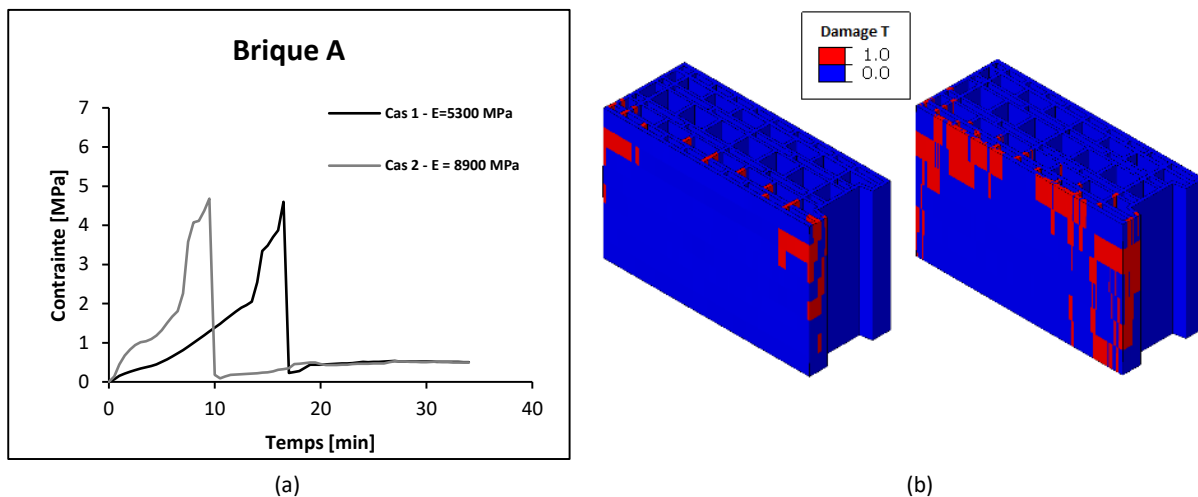 Brique A
7
6
5
4
3
2
1
0
Contrainte [MPa]
Cas 1 - E=5300 MPa
Cas 2 - E = 8900 MPa
0 10 20 30 40
Temps [min]
(a)
Damage T
1.0
0.0
(b)